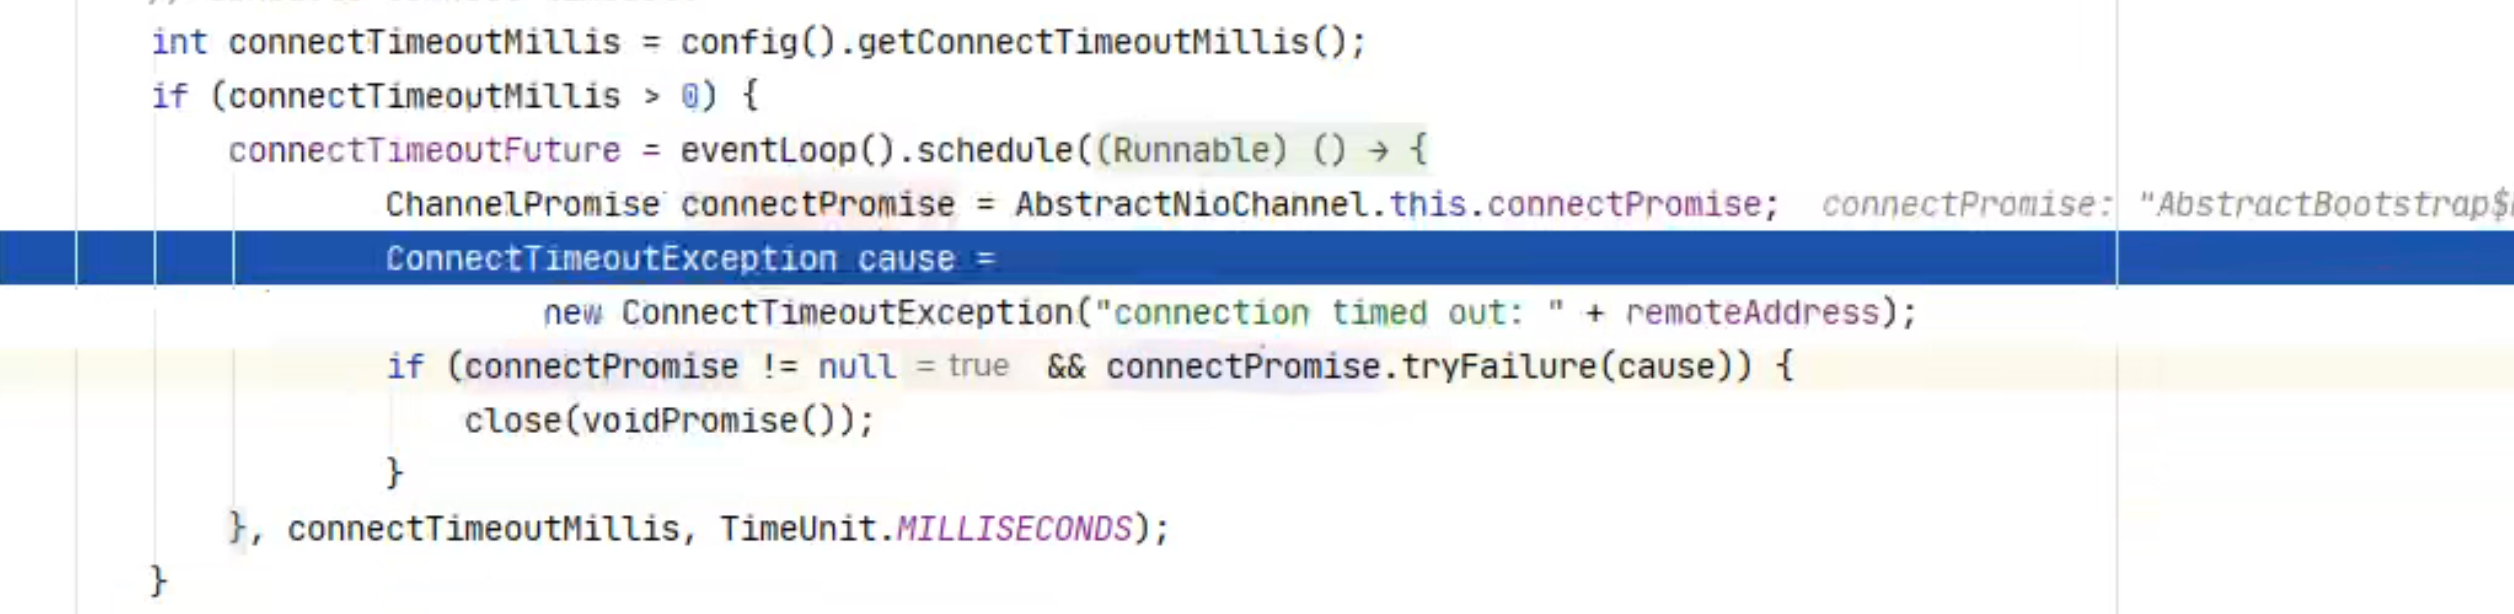 int connectTimeoutMillis = config().getConnectTimeoutMillis();
if (connectTimeoutMillis > 0) {
connectTimeoutFuture = eventLoop().schedule((Runnable) () → {
ChannelPromise connectPromise = AbstractNioChannel.this.connectPromise; connectPromise: "AbstractBootstrap$
ConnectTimeoutException cause =
new ConnectTimeoutException("connection timed out: " + remoteAddress);
if (connectPromise != null = true && connectPromise.tryFailure(cause)) {
close(voidPromise());
}
}, connectTimeoutMillis, TimeUnit.MILLISECONDS);
}